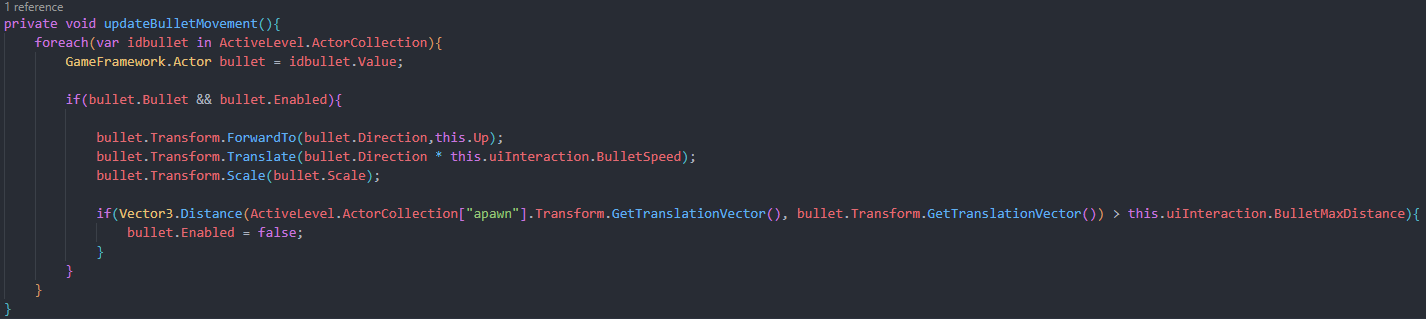 1 reference
private void updateBulletMovement(){
    foreach(var idbullet in ActiveLevel.ActorCollection){
        GameFramework.Actor bullet = idbullet.Value;

        if(bullet.Bullet && bullet.Enabled){

            bullet.Transform.ForwardTo(bullet.Direction,this.Up);
            bullet.Transform.Translate(bullet.Direction * this.uiInteraction.BulletSpeed);
            bullet.Transform.Scale(bullet.Scale);

            if(Vector3.Distance(ActiveLevel.ActorCollection["apawn"].Transform.GetTranslationVector(), bullet.Transform.GetTranslationVector()) > this.uiInteraction.BulletMaxDistance){
                bullet.Enabled = false;
            }
        }
    }
}